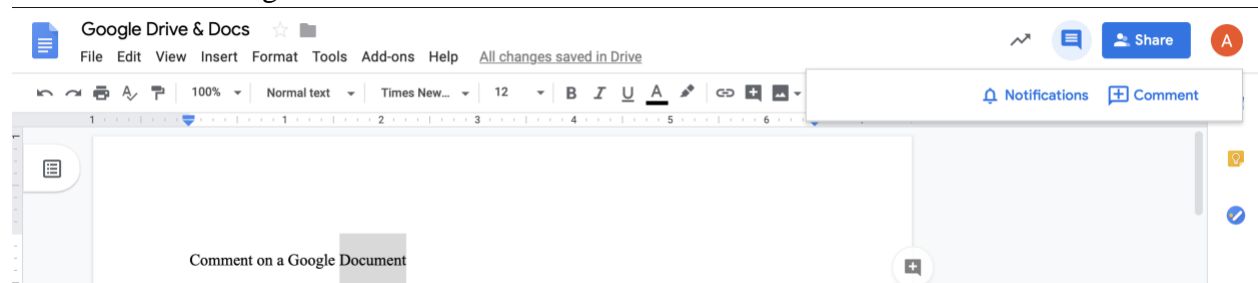 Google Drive & Docs
File Edit View Insert Format Tools Add-ons Help All changes saved in Drive
Share
A
100% Normal text Times New... 12 B I U A
Notifications Comment
1 1 2 3 4 5 6
Comment on a Google Document